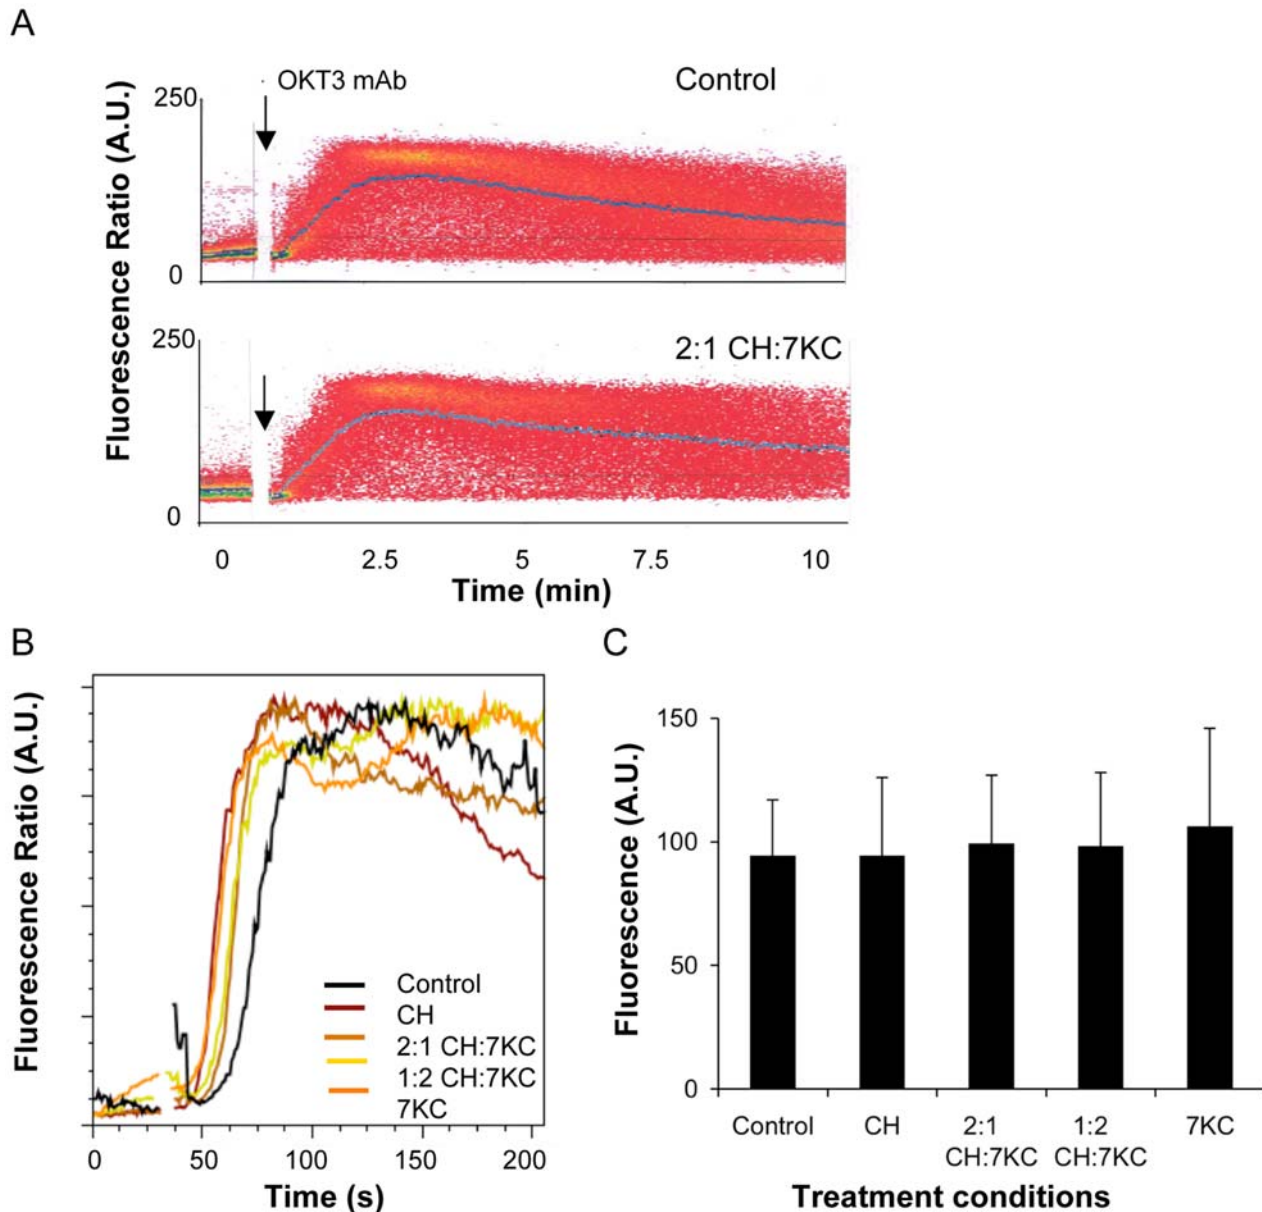 A
OKT3 mAb
Control
Fluorescence Ratio (A.U.)
250
0
2:1 CH:7KC
Fluorescence Ratio (A.U.)
250
0
0 2.5 5 7.5 10
Time (min)
B
Fluorescence Ratio (A.U.)
Control
CH
2:1 CH:7KC
1:2 CH:7KC
7KC
0 50 100 150 200
Time (s)
C
Fluorescence (A.U.)
150
100
50
0
Control CH 2:1 1:2 7KC
CH:7KC CH:7KC
Treatment conditions